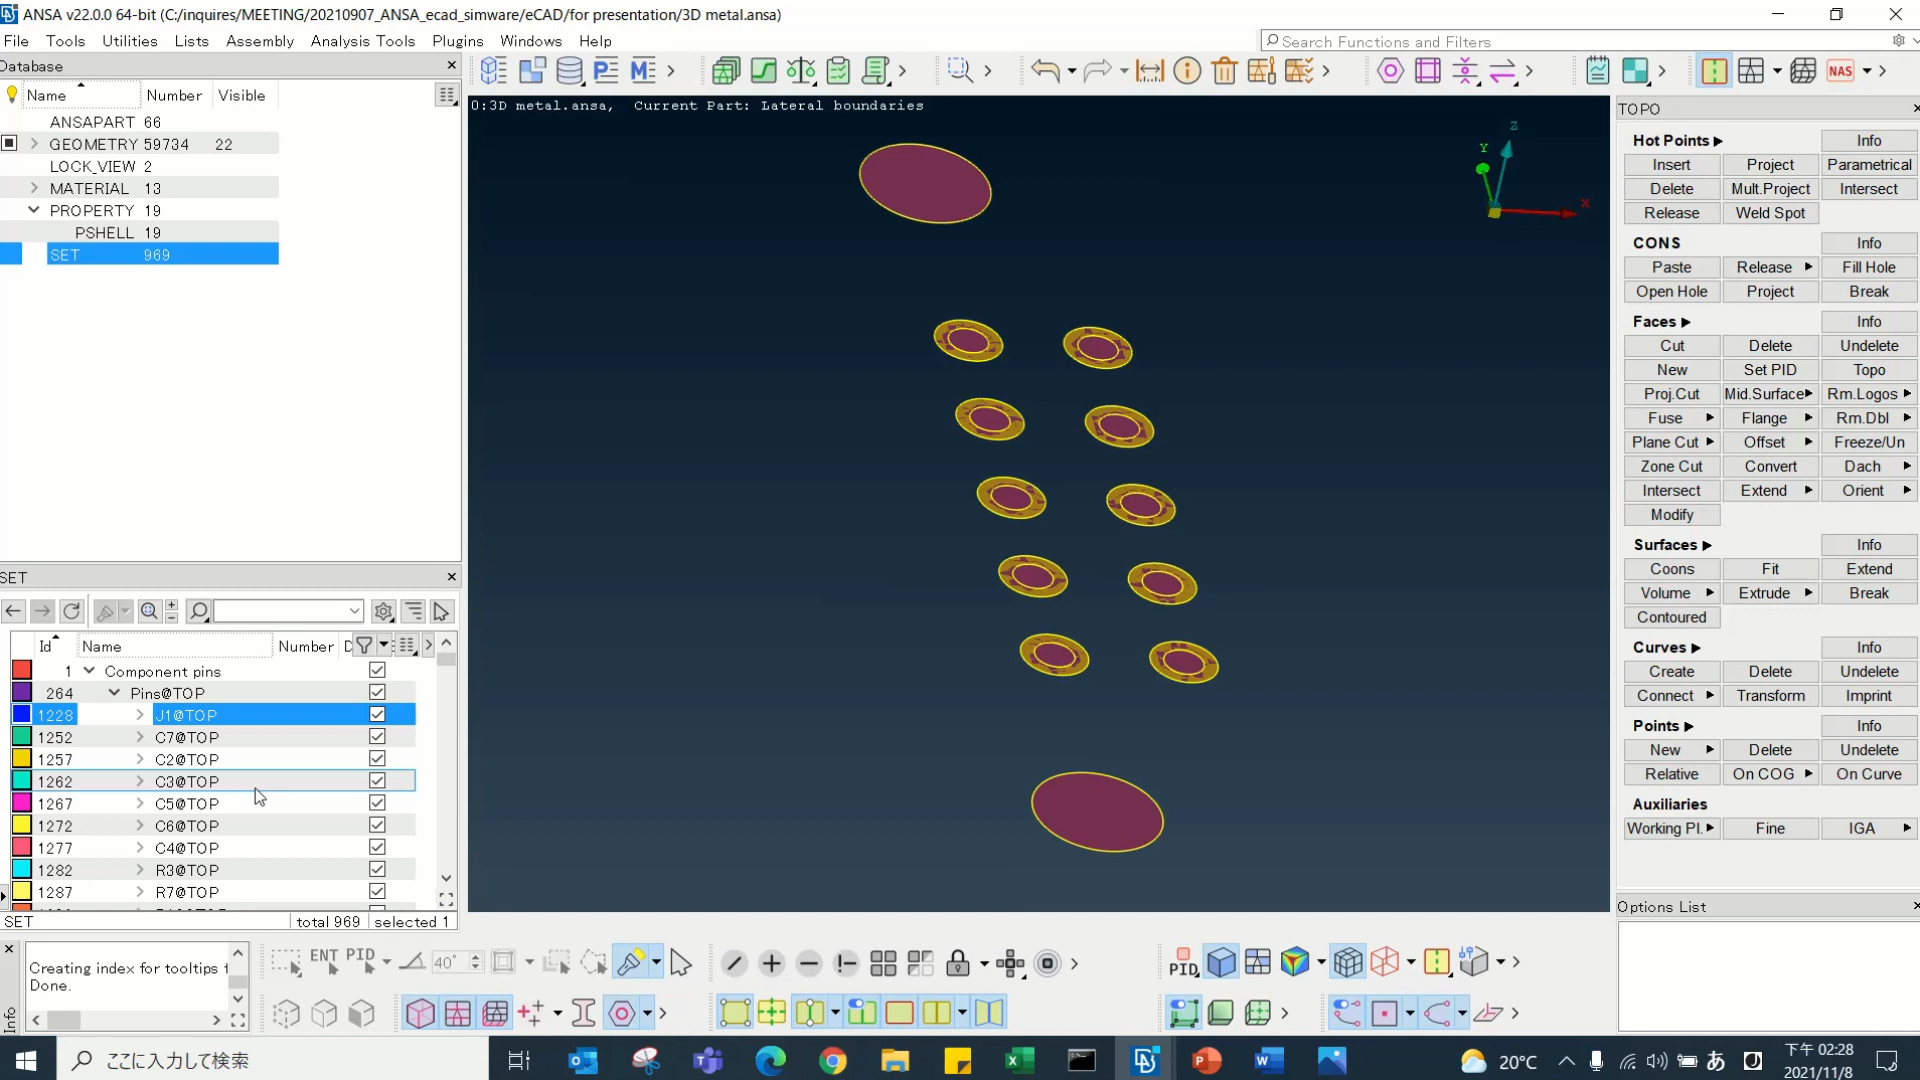 ANSA v22.0.0 64-bit (C:/inquires/MEETING/20210907_ANSA_ecad_simware/eCAD/for presentation/3D metal.ansa)
File Tools Utilities Lists Assembly Analysis Tools Plugins Windows Help
Search Functions and Filters
Database
Name Number Visible
ANSAPART 66
GEOMETRY 59734 22
LOCK_VIEW 2
MATERIAL 13
PROPERTY 19
PSHELL 19
SET 969
NAS
0:3D metal.ansa, Current Part: Lateral boundaries
Z
Y
X
SET
Id Name Number
1 Component pins
264 Pins@TOP
1228 J1@TOP
1252 C7@TOP
1257 C2@TOP
1262 C3@TOP
1267 C5@TOP
1272 C6@TOP
1277 C4@TOP
1282 R3@TOP
1287 R7@TOP
SET total 969 selected 1
TOPO
Hot Points Info
Insert Project Parametrical
Delete Mult.Project Intersect
Release Weld Spot
CONS Info
Paste Release Fill Hole
Open Hole Project Break
Faces Info
Cut Delete Undelete
New Set PID Topo
Proj.Cut Mid.Surface Rm.Logos
Fuse Flange Rm.Dbl
Plane Cut Offset Freeze/Un
Zone Cut Convert Dach
Intersect Extend Orient
Modify
Surfaces Info
Coons Fit Extend
Volume Extrude Break
Contoured
Curves Info
Create Delete Undelete
Connect Transform Imprint
Points Info
New Delete Undelete
Relative On COG On Curve
Auxiliaries
Working Pl. Fine IGA
Options List
Info
Creating index for tooltips
Done.
ENT PID 40°
PID
ここに入力して検索
20°C
あ
下午 02:28
2021/11/8